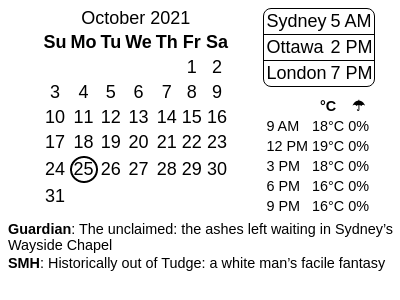 October 2021
Su Mo Tu We Th Fr Sa
1 2
3 4 5 6 7 8 9
10 11 12 13 14 15 16
17 18 19 20 21 22 23
24 25 26 27 28 29 30
31
Sydney 5 AM
Ottawa 2 PM
London 7 PM
°C ☂
9 AM 18°C 0%
12 PM 19°C 0%
3 PM 18°C 0%
6 PM 16°C 0%
9 PM 16°C 0%
Guardian: The unclaimed: the ashes left waiting in Sydney’s
Wayside Chapel
SMH: Historically out of Tudge: a white man’s facile fantasy